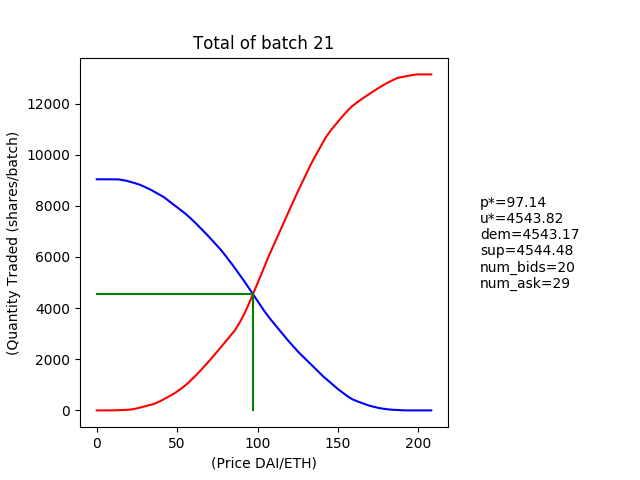 Total of batch 21
(Quantity Traded (shares/batch)
12000
10000
8000
6000
4000
2000
0
0 50 100 150 200
(Price DAI/ETH)
p*=97.14
u*=4543.82
dem=4543.17
sup=4544.48
num_bids=20
num_ask=29